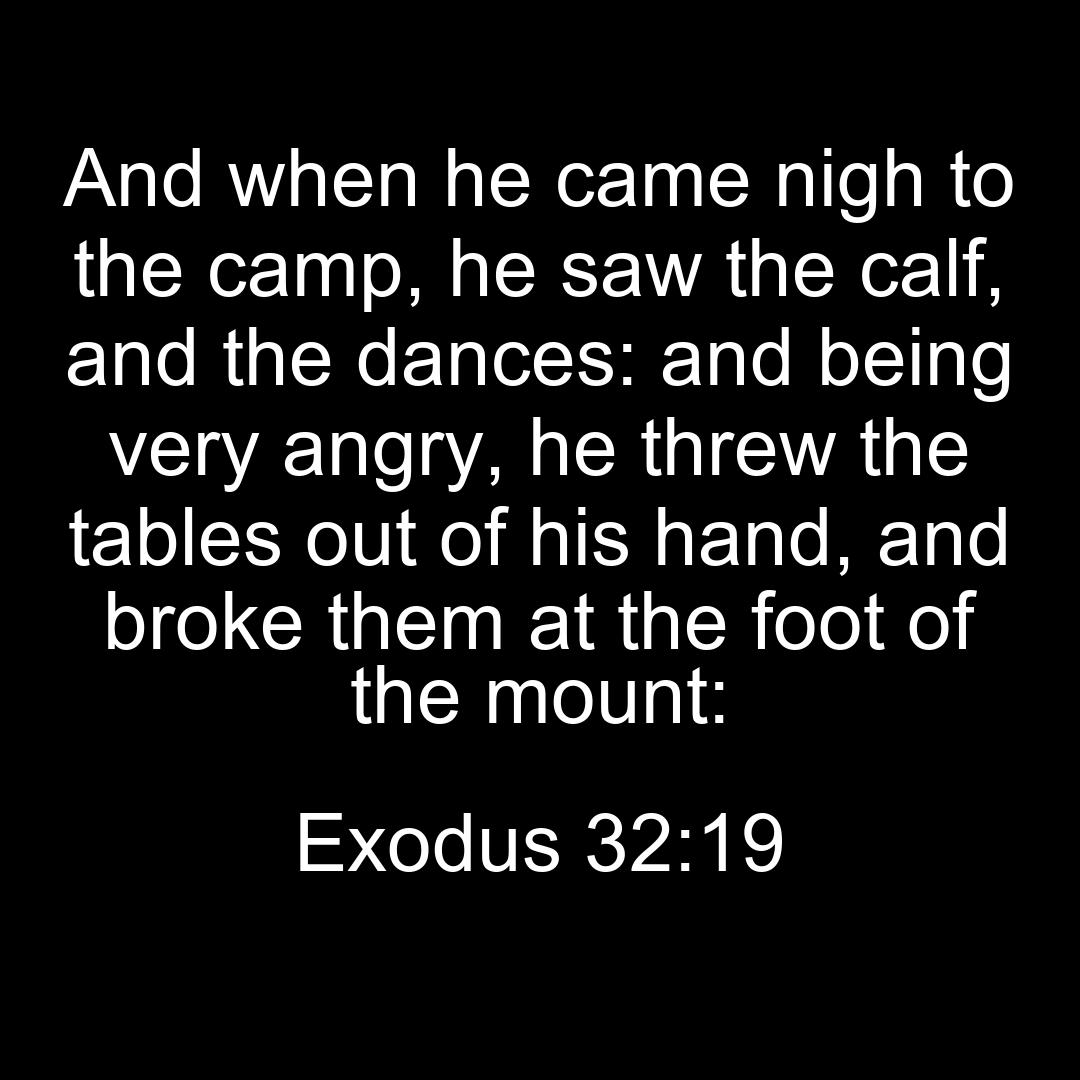 And when he came nigh to
the camp, he saw the calf,
and the dances: and being
very angry, he threw the
tables out of his hand, and
broke them at the foot of
the mount:
Exodus 32:19